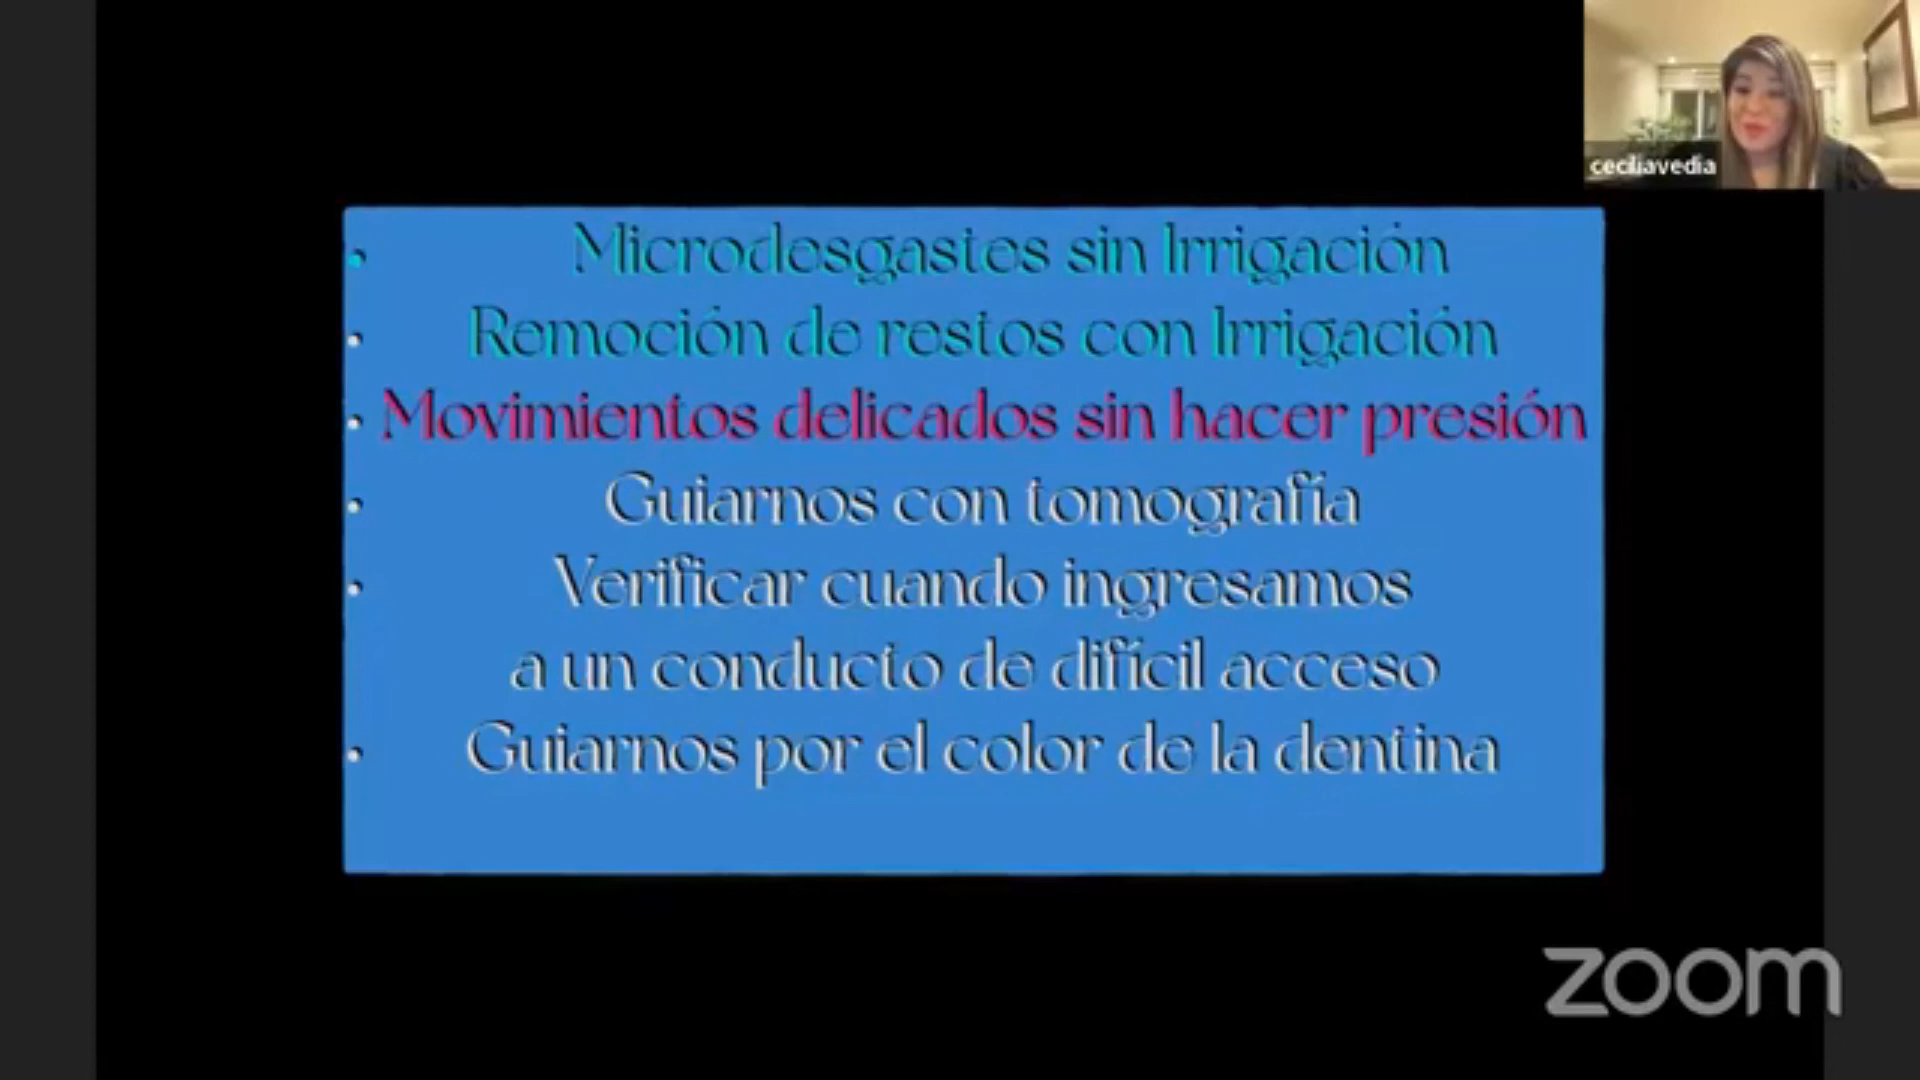 ceciliavedia
• Microdesgastes sin Irrigación
• Remoción de restos con Irrigación
• Movimientos delicados sin hacer presión
• Guiarnos con tomografía
• Verificar cuando ingresamos
a un conducto de difícil acceso
• Guiarnos por el color de la dentina
zoom